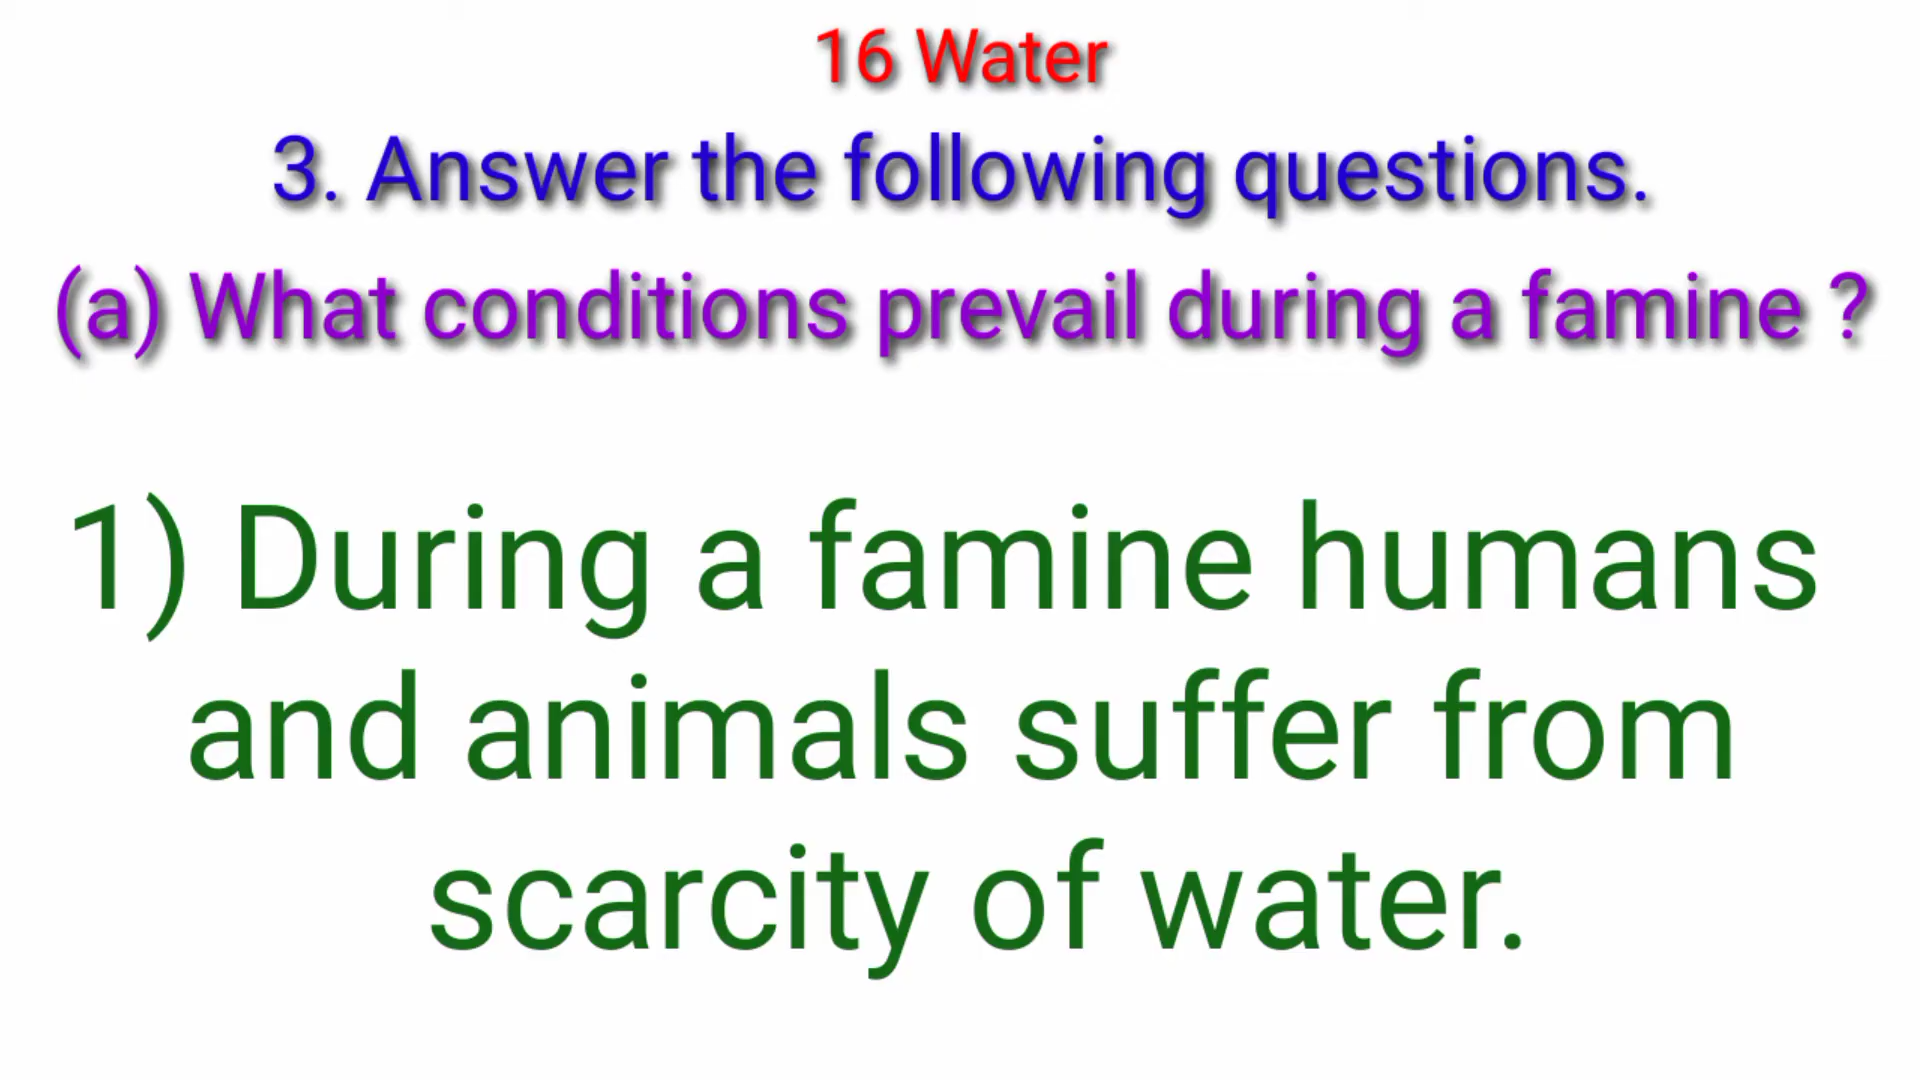 16 Water
3. Answer the following questions.
(a) What conditions prevail during a famine ?
1) During a famine humans
and animals suffer from
scarcity of water.